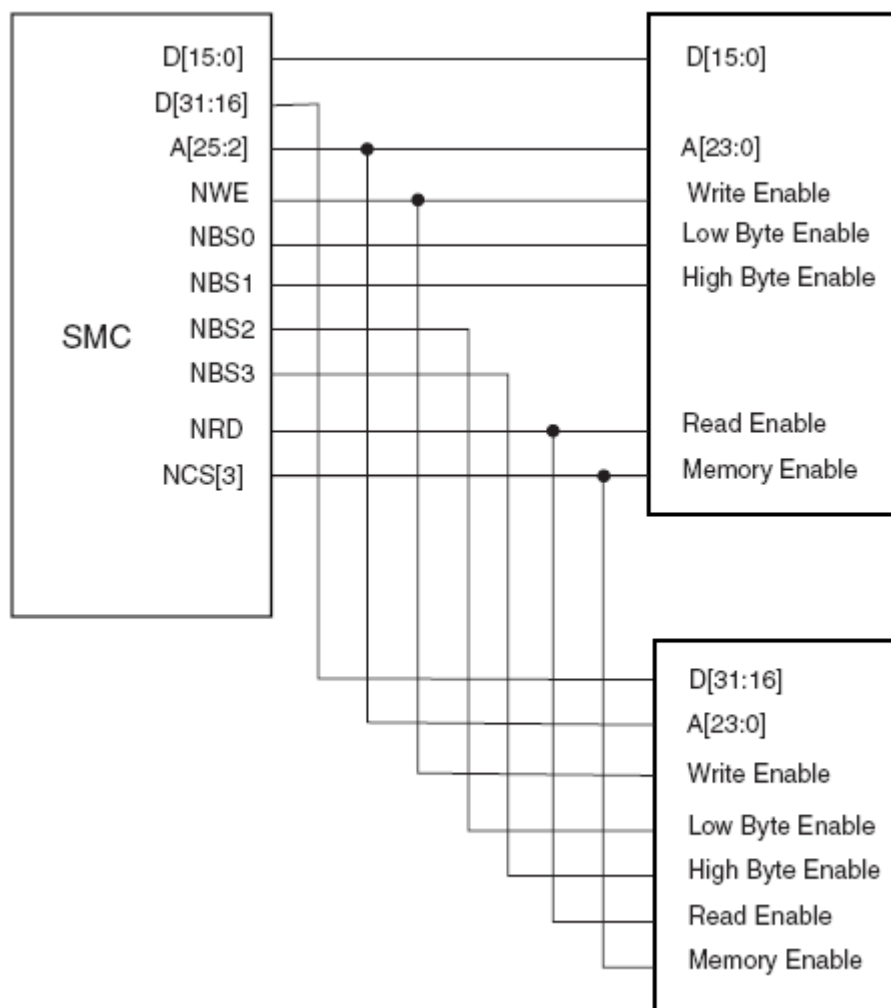 D[15:0]
D[31:16]
A[25:2]
NWE
NBS0
NBS1
NBS2
NBS3
NRD
NCS[3]
SMC
D[15:0]
A[23:0]
Write Enable
Low Byte Enable
High Byte Enable
Read Enable
Memory Enable
D[31:16]
A[23:0]
Write Enable
Low Byte Enable
High Byte Enable
Read Enable
Memory Enable